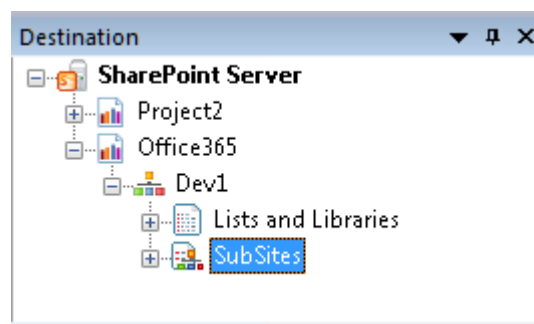 Destination
SharePoint Server
Project2
Office365
Dev1
Lists and Libraries
SubSites